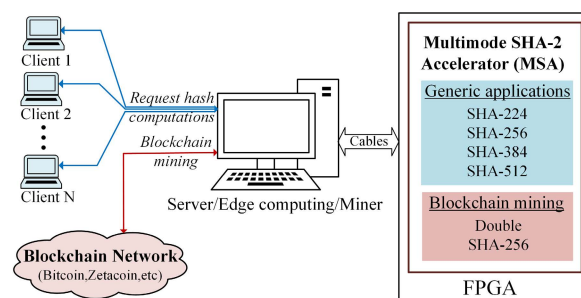 Client 1
Client 2
Client N
Request hash
computations
Blockchain
mining
Server/Edge computing/Miner
Blockchain Network
(Bitcoin,Zetacoin,etc)
Cables
Multimode SHA-2
Accelerator (MSA)
Generic applications
SHA-224
SHA-256
SHA-384
SHA-512
Blockchain mining
Double
SHA-256
FPGA